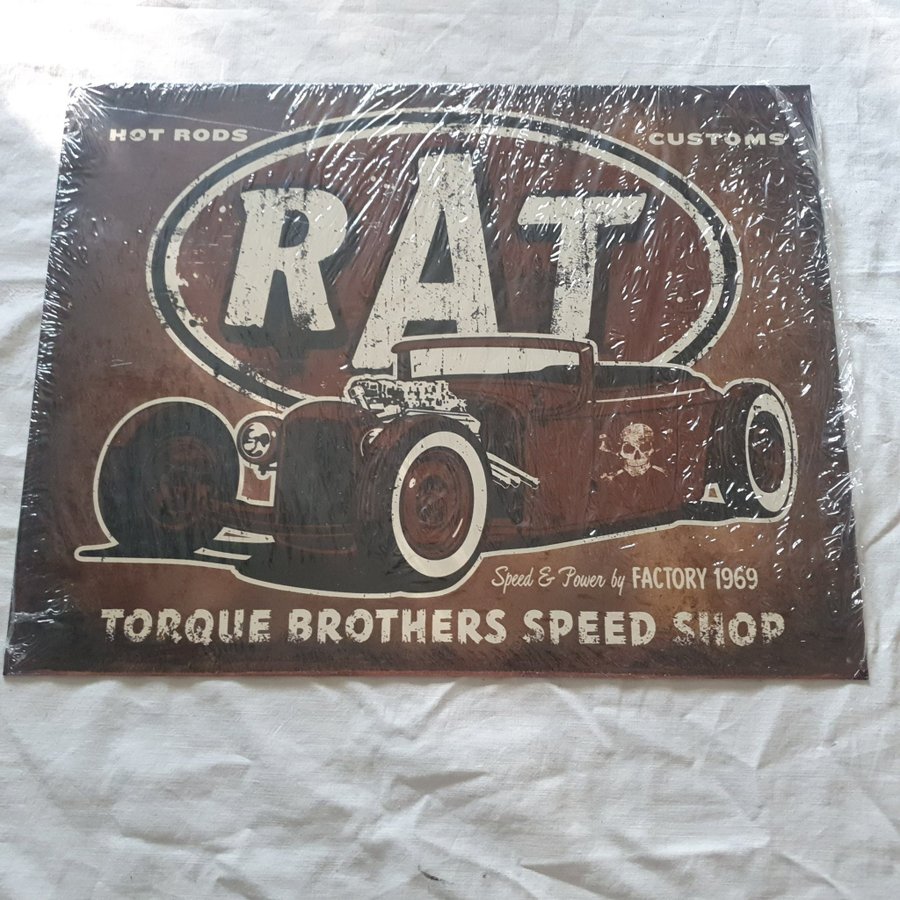 HOT RODS
CUSTOMS
RAT
Speed & Power by FACTORY 1969
TORQUE BROTHERS SPEED SHOP